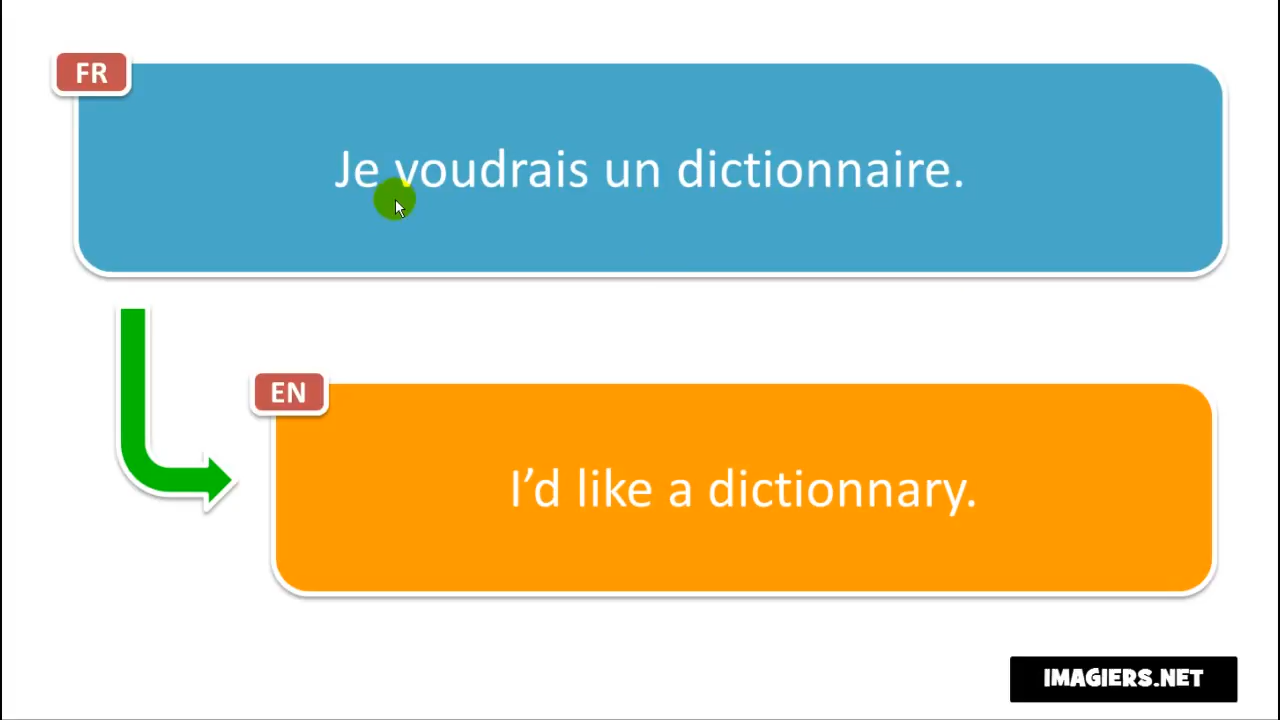 FR
Je voudrais un dictionnaire.
EN
I’d like a dictionnary.
IMAGIERS.NET